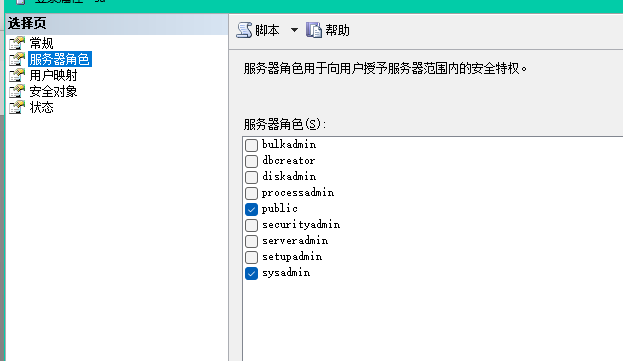 选择页
常规
服务器角色
用户映射
安全对象
状态
脚本 帮助
服务器角色用于向用户授予服务器范围内的安全特权。
服务器角色(S):
bulkadmin
dbcreator
diskadmin
processadmin
public
securityadmin
serveradmin
setupadmin
sysadmin